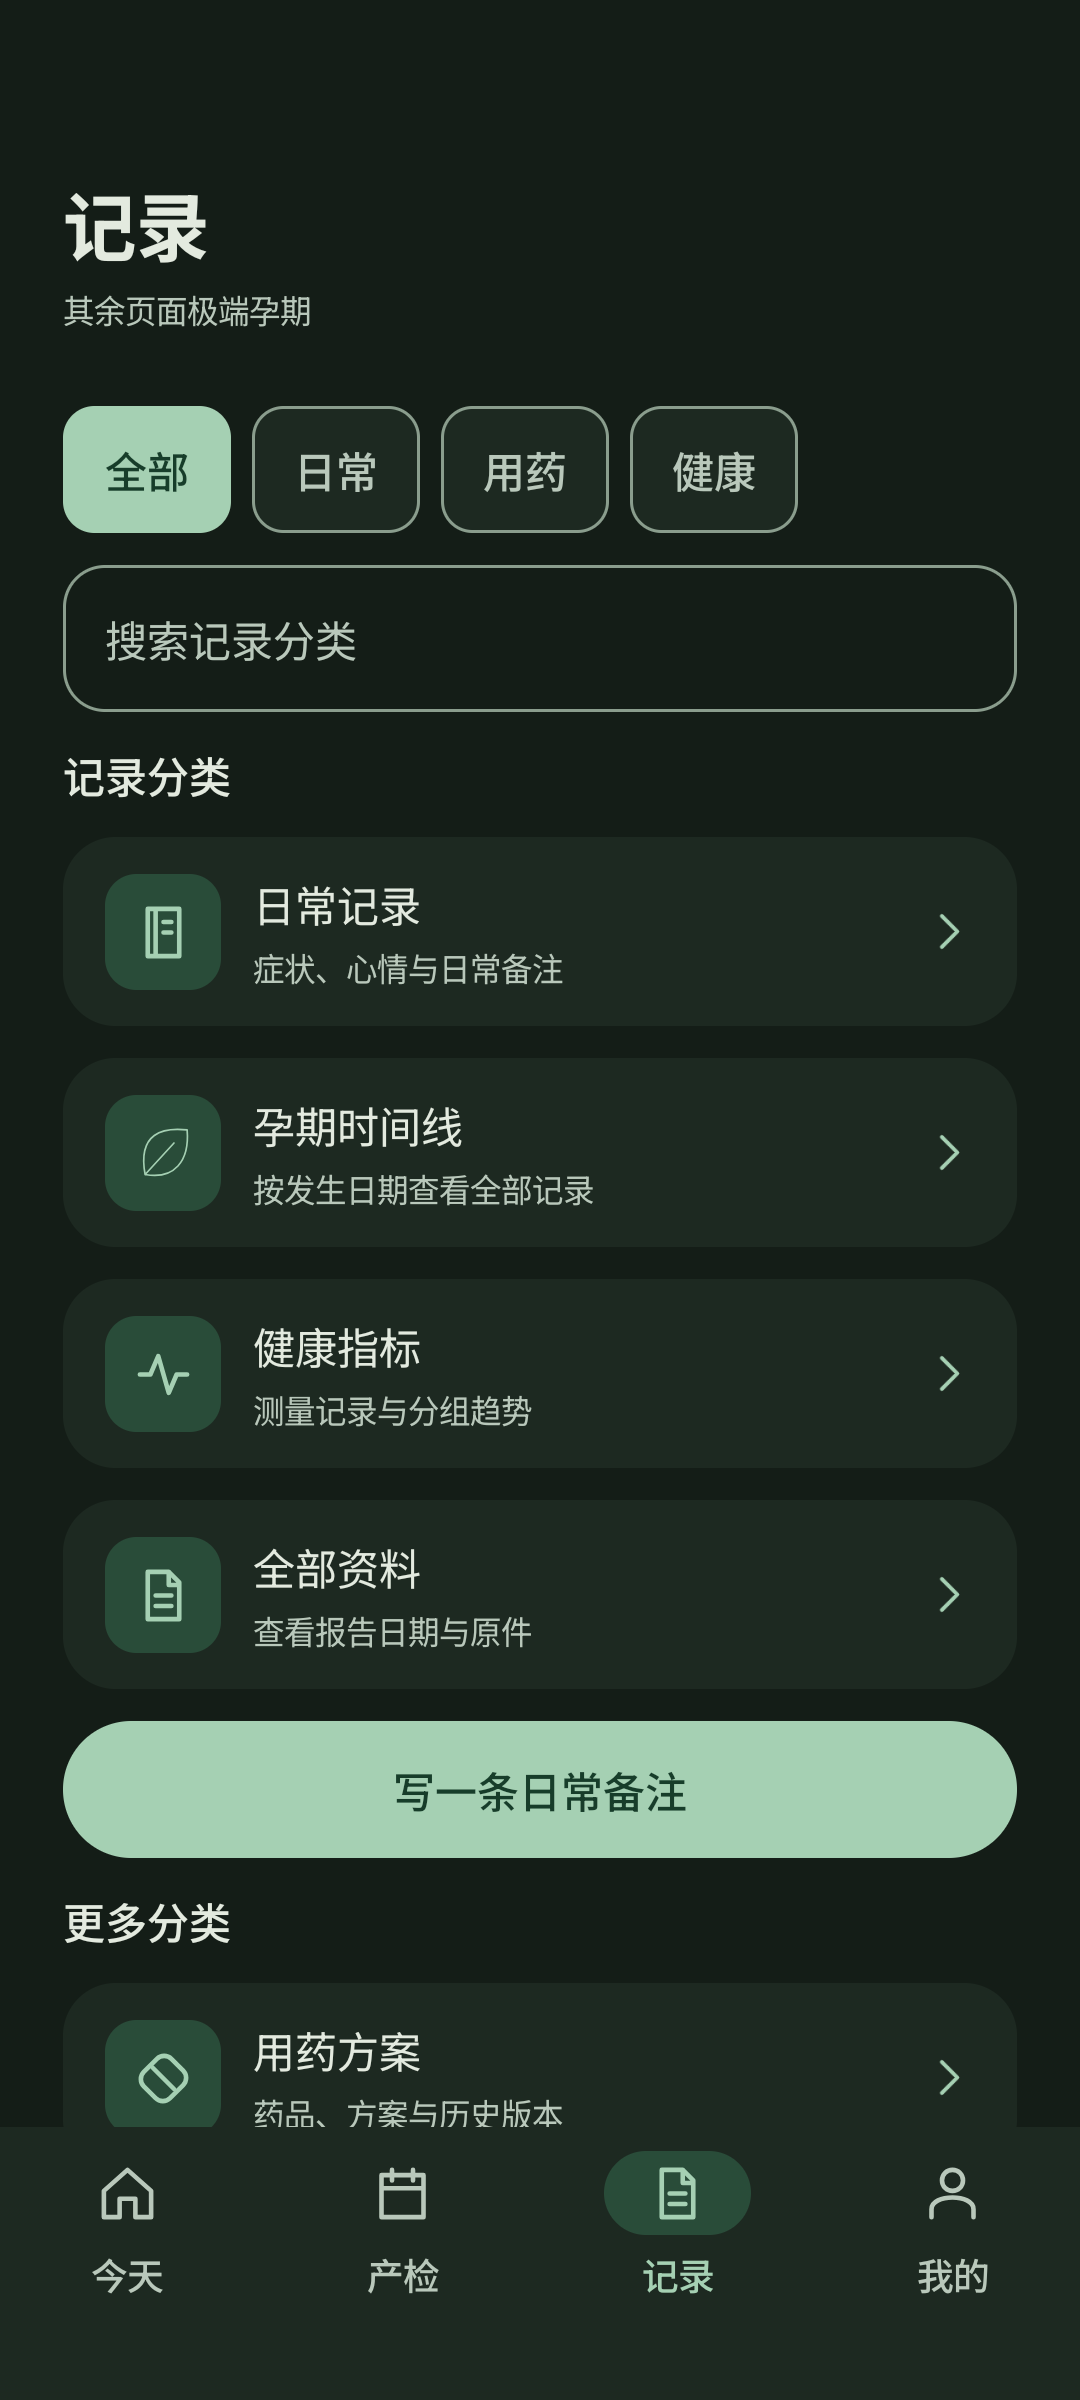 记录
其余页面极端孕期
全部
日常
用药
健康
搜索记录分类
记录分类
日常记录
症状、心情与日常备注
孕期时间线
按发生日期查看全部记录
健康指标
测量记录与分组趋势
全部资料
查看报告日期与原件
写一条日常备注
更多分类
用药方案
药品、方案与历史版本
今天
产检
记录
我的